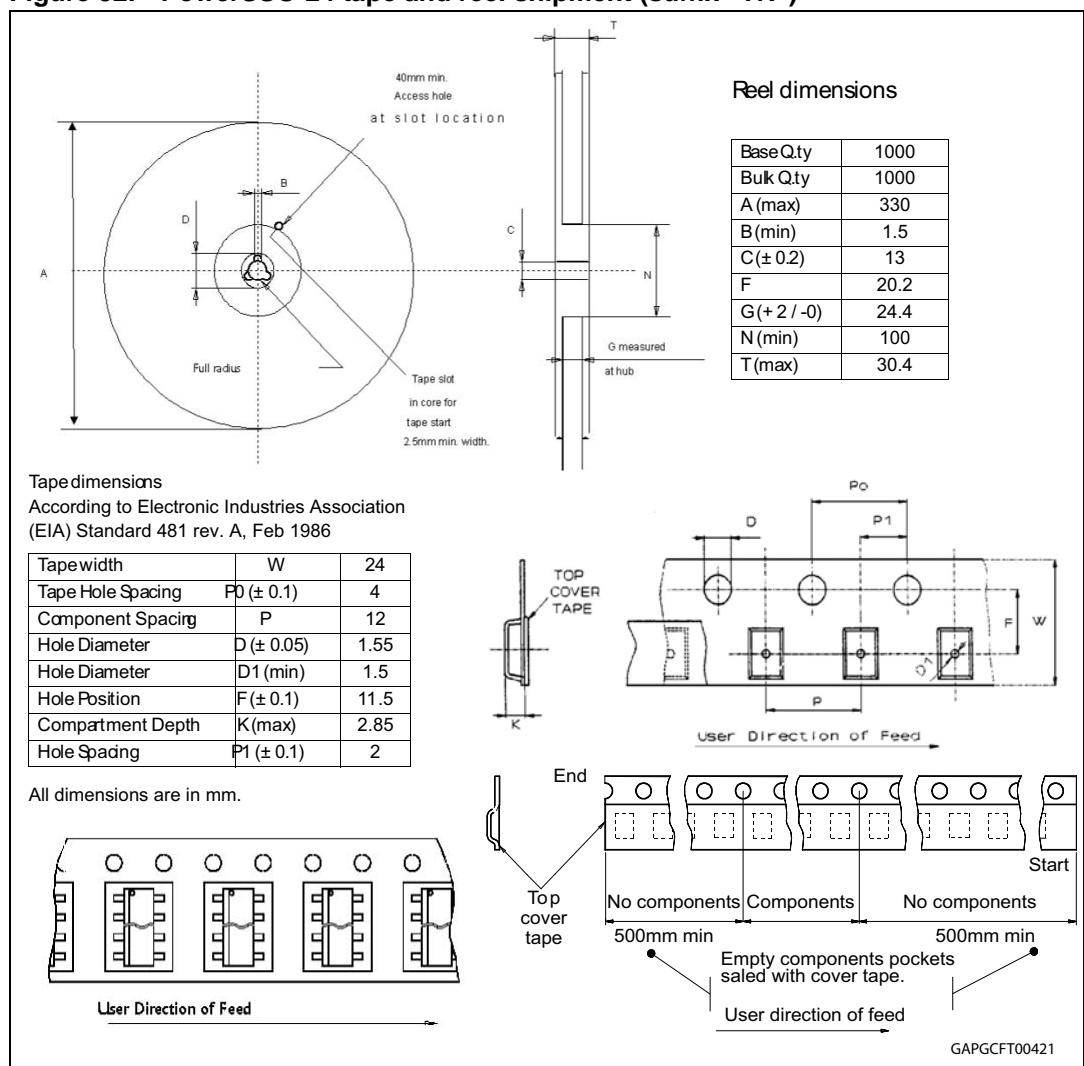 40mm min.
Access hole
at slot location
T
B
D
A
C
N
G measured
at hub
Full radius
Tape slot
in core for
tape start
2.5mm min. width.
Reel dimensions
Base Q.ty 1000
Bulk Q.ty 1000
A (max) 330
B (min) 1.5
C (± 0.2) 13
F 20.2
G (+ 2 / -0) 24.4
N (min) 100
T (max) 30.4
Tape dimensions
According to Electronic Industries Association
(EIA) Standard 481 rev. A, Feb 1986
Tape width W 24
Tape Hole Spacing P0 (± 0.1) 4
Component Spacing P 12
Hole Diameter D (± 0.05) 1.55
Hole Diameter D1 (min) 1.5
Hole Position F (± 0.1) 11.5
Compartment Depth K (max) 2.85
Hole Spacing P1 (± 0.1) 2
All dimensions are in mm.
TOP
COVER
TAPE
K
Po
D
P1
F
W
D1
P
User Direction of Feed
End
Start
Top
cover
tape
No components
Components
No components
500mm min
500mm min
Empty components pockets
saled with cover tape.
User direction of feed
User Direction of Feed
GAPGCFT00421